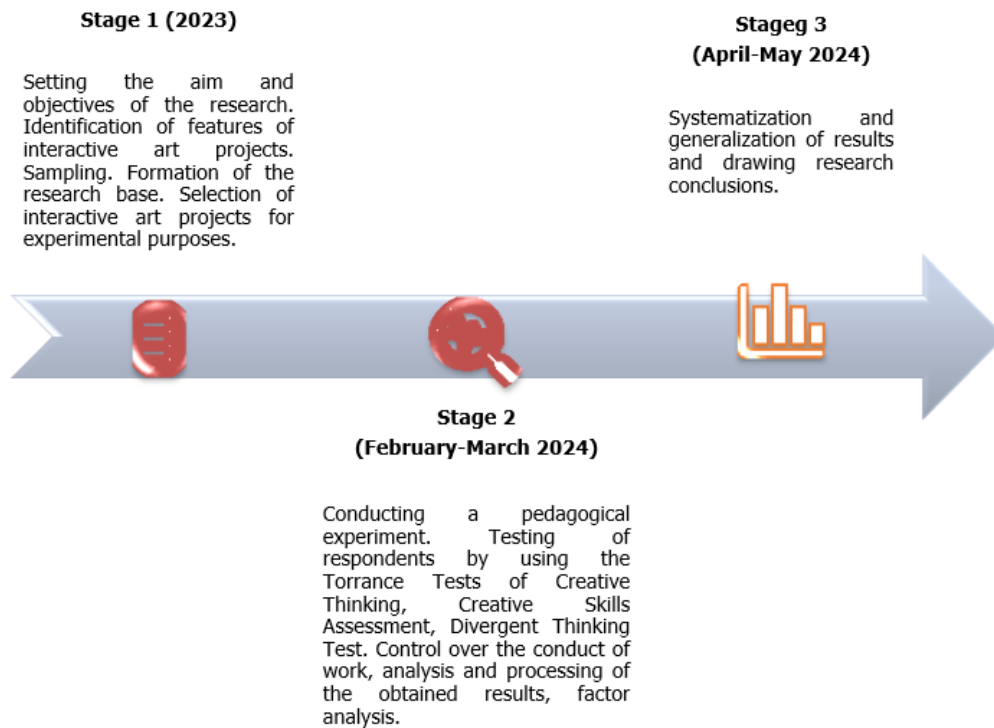 Stage 1 (2023)
Setting the aim and
objectives of the research.
Identification of features of
interactive art projects.
Sampling. Formation of the
research base. Selection of
interactive art projects for
experimental purposes.
Stage 2
(February-March 2024)
Conducting a pedagogical
experiment. Testing of
respondents by using the
Torrance Tests of Creative
Thinking, Creative Skills
Assessment, Divergent Thinking
Test. Control over the conduct of
work, analysis and processing of
the obtained results, factor
analysis.
Stageg 3
(April-May 2024)
Systematization and
generalization of results
and drawing research
conclusions.